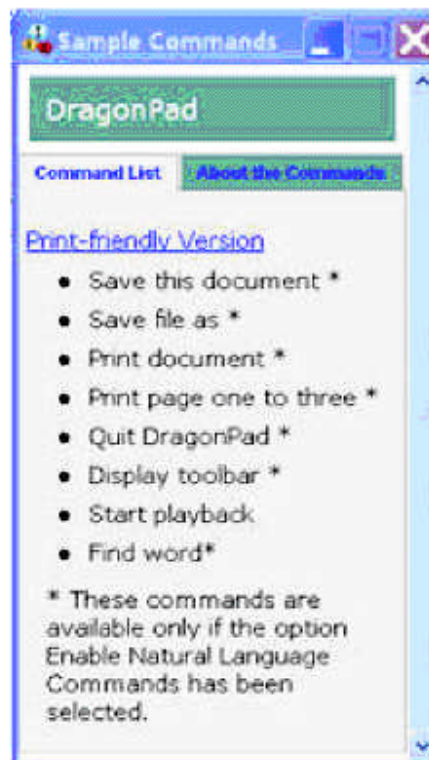 Sample Commands
DragonPad
Command List About the Commands
Print-friendly Version
• Save this document *
• Save file as *
• Print document *
• Print page one to three *
• Quit DragonPad *
• Display toolbar *
• Start playback
• Find word*
* These commands are
available only if the option
Enable Natural Language
Commands has been
selected.